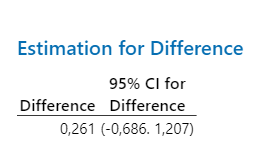 Estimation for Difference
95% CI for
Difference Difference
0,261 (-0,686. 1,207)